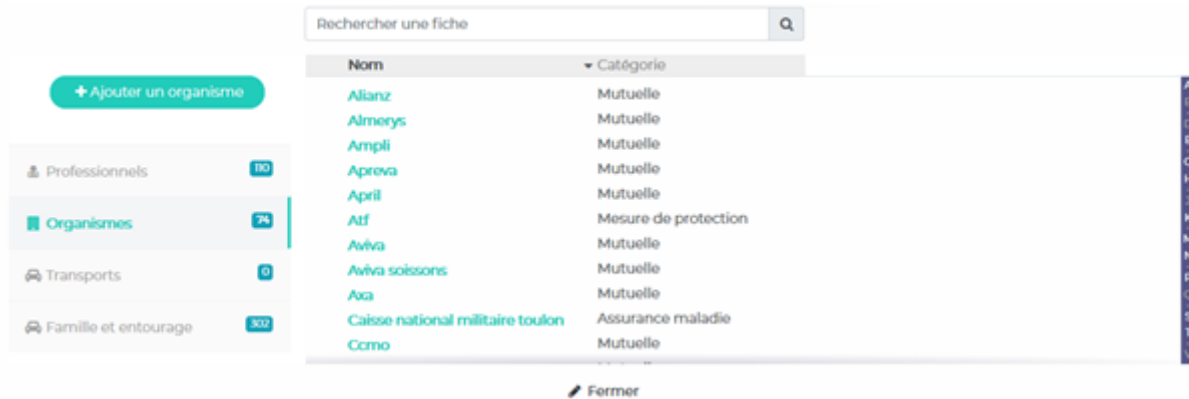 Rechercher une fiche
Nom Catégorie
Ajouter un organisme
Professionnels 110
Organismes 74
Transports 0
Famille et entourage 302
Alianz Mutuelle
Almerys Mutuelle
Ampli Mutuelle
Apreva Mutuelle
April Mutuelle
Atf Mesure de protection
Aviva Mutuelle
Aviva soissons Mutuelle
Axa Mutuelle
Caisse national militaire toulon Assurance maladie
Ccmo Mutuelle
Fermer